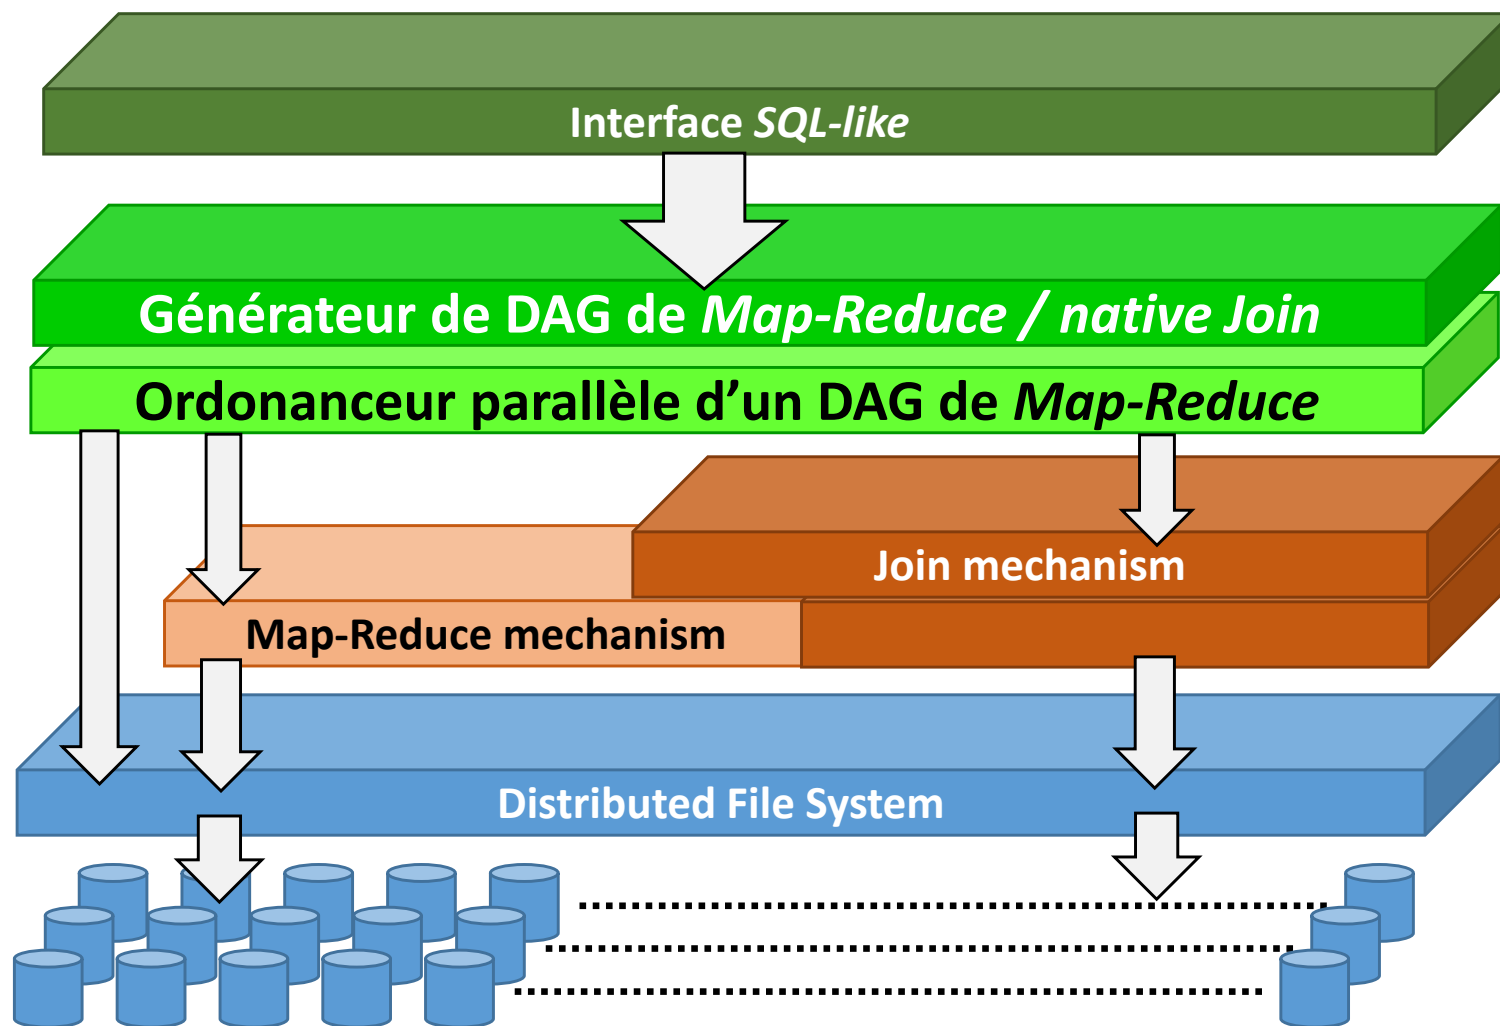 Interface SQL-like
Générateur de DAG de Map-Reduce / native Join
Ordonanceur parallèle d’un DAG de Map-Reduce
Join mechanism
Map-Reduce mechanism
Distributed File System